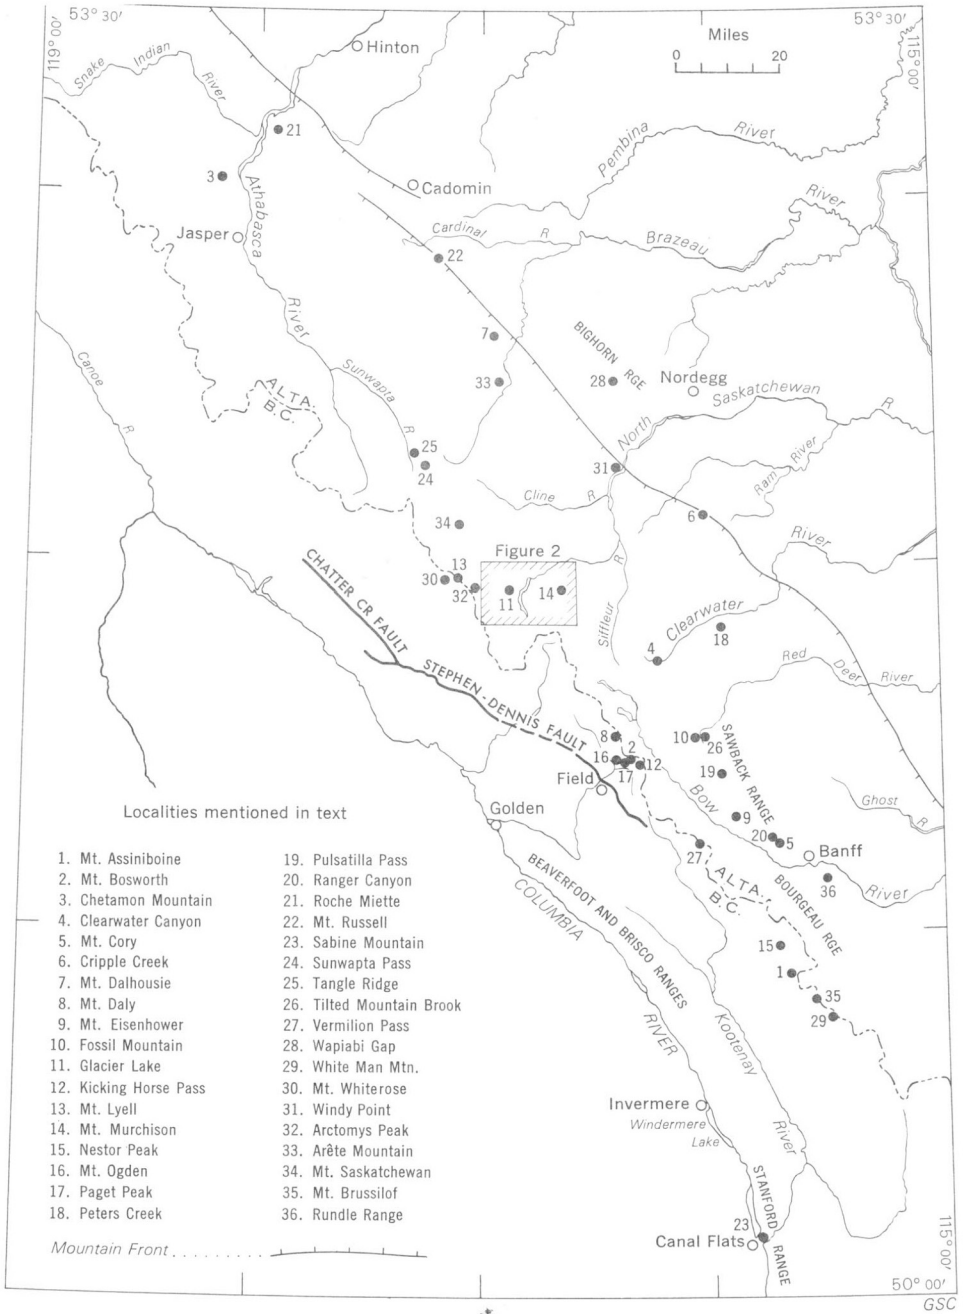 53° 30'
53° 30'
119° 00'
115° 00'
Miles
0 20
Hinton
Snake Indian River
21
3
Athabasca River
Jasper
Cadomin
Pembina River
Cardinal R
Brazeau River
22
7
33
BIGHORN RGE
28
Nordegg
North Saskatchewan R
Canoe R
ALTA.
B.C.
Sunwapta R
25
24
31
Cline R
Ram River
6
34
Figure 2
13
30
32
11
14
Siffleur R
Clearwater River
18
4
CHATTER CR FAULT
STEPHEN-DENNIS FAULT
Red Deer River
8
2
16
17
12
10
26
SAWBACK RANGE
19
Field
Bow River
9
Ghost R
Golden
20
5
Banff
27
36
ALTA.
B.C.
BOURGEAU RGE
BEAVERFOOT AND BRISCO RANGES
COLUMBIA RIVER
15
1
35
29
Kootenay River
Invermere
Windermere Lake
STANFORD RANGE
23
Canal Flats
Localities mentioned in text
1. Mt. Assiniboine
2. Mt. Bosworth
3. Chetamon Mountain
4. Clearwater Canyon
5. Mt. Cory
6. Cripple Creek
7. Mt. Dalhousie
8. Mt. Daly
9. Mt. Eisenhower
10. Fossil Mountain
11. Glacier Lake
12. Kicking Horse Pass
13. Mt. Lyell
14. Mt. Murchison
15. Nestor Peak
16. Mt. Ogden
17. Paget Peak
18. Peters Creek
19. Pulsatilla Pass
20. Ranger Canyon
21. Roche Miette
22. Mt. Russell
23. Sabine Mountain
24. Sunwapta Pass
25. Tangle Ridge
26. Tilted Mountain Brook
27. Vermilion Pass
28. Wapiabi Gap
29. White Man Mtn.
30. Mt. Whiterose
31. Windy Point
32. Arctomys Peak
33. Arête Mountain
34. Mt. Saskatchewan
35. Mt. Brussilof
36. Rundle Range
Mountain Front . . . . . . . .
115° 00'
50° 00'
GSC